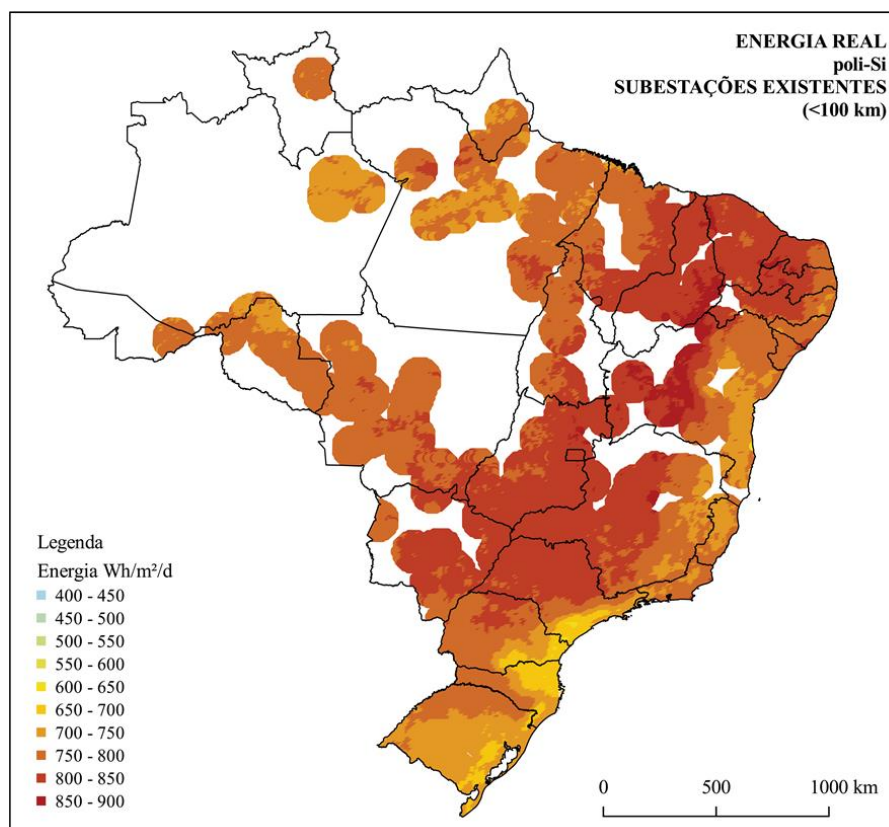 ENERGIA REAL
poli-Si
SUBESTAÇÕES EXISTENTES
(<100 km)
Legenda
Energia Wh/m²/d
400 - 450
450 - 500
500 - 550
550 - 600
600 - 650
650 - 700
700 - 750
750 - 800
800 - 850
850 - 900
0 500 1000 km